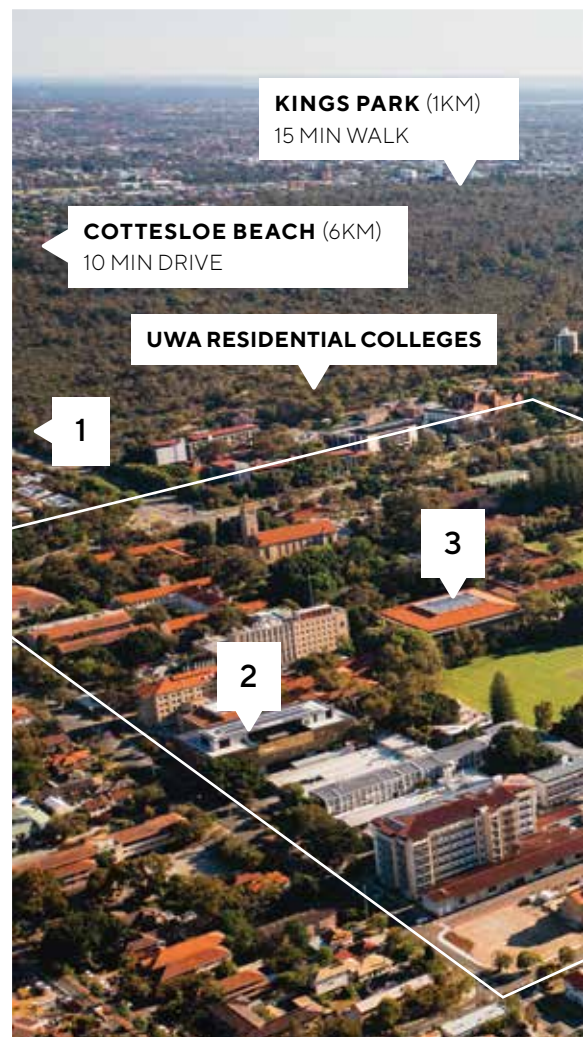 KINGS PARK (1KM)
15 MIN WALK
COTTESLOE BEACH (6KM)
10 MIN DRIVE
UWA RESIDENTIAL COLLEGES
1
3
2